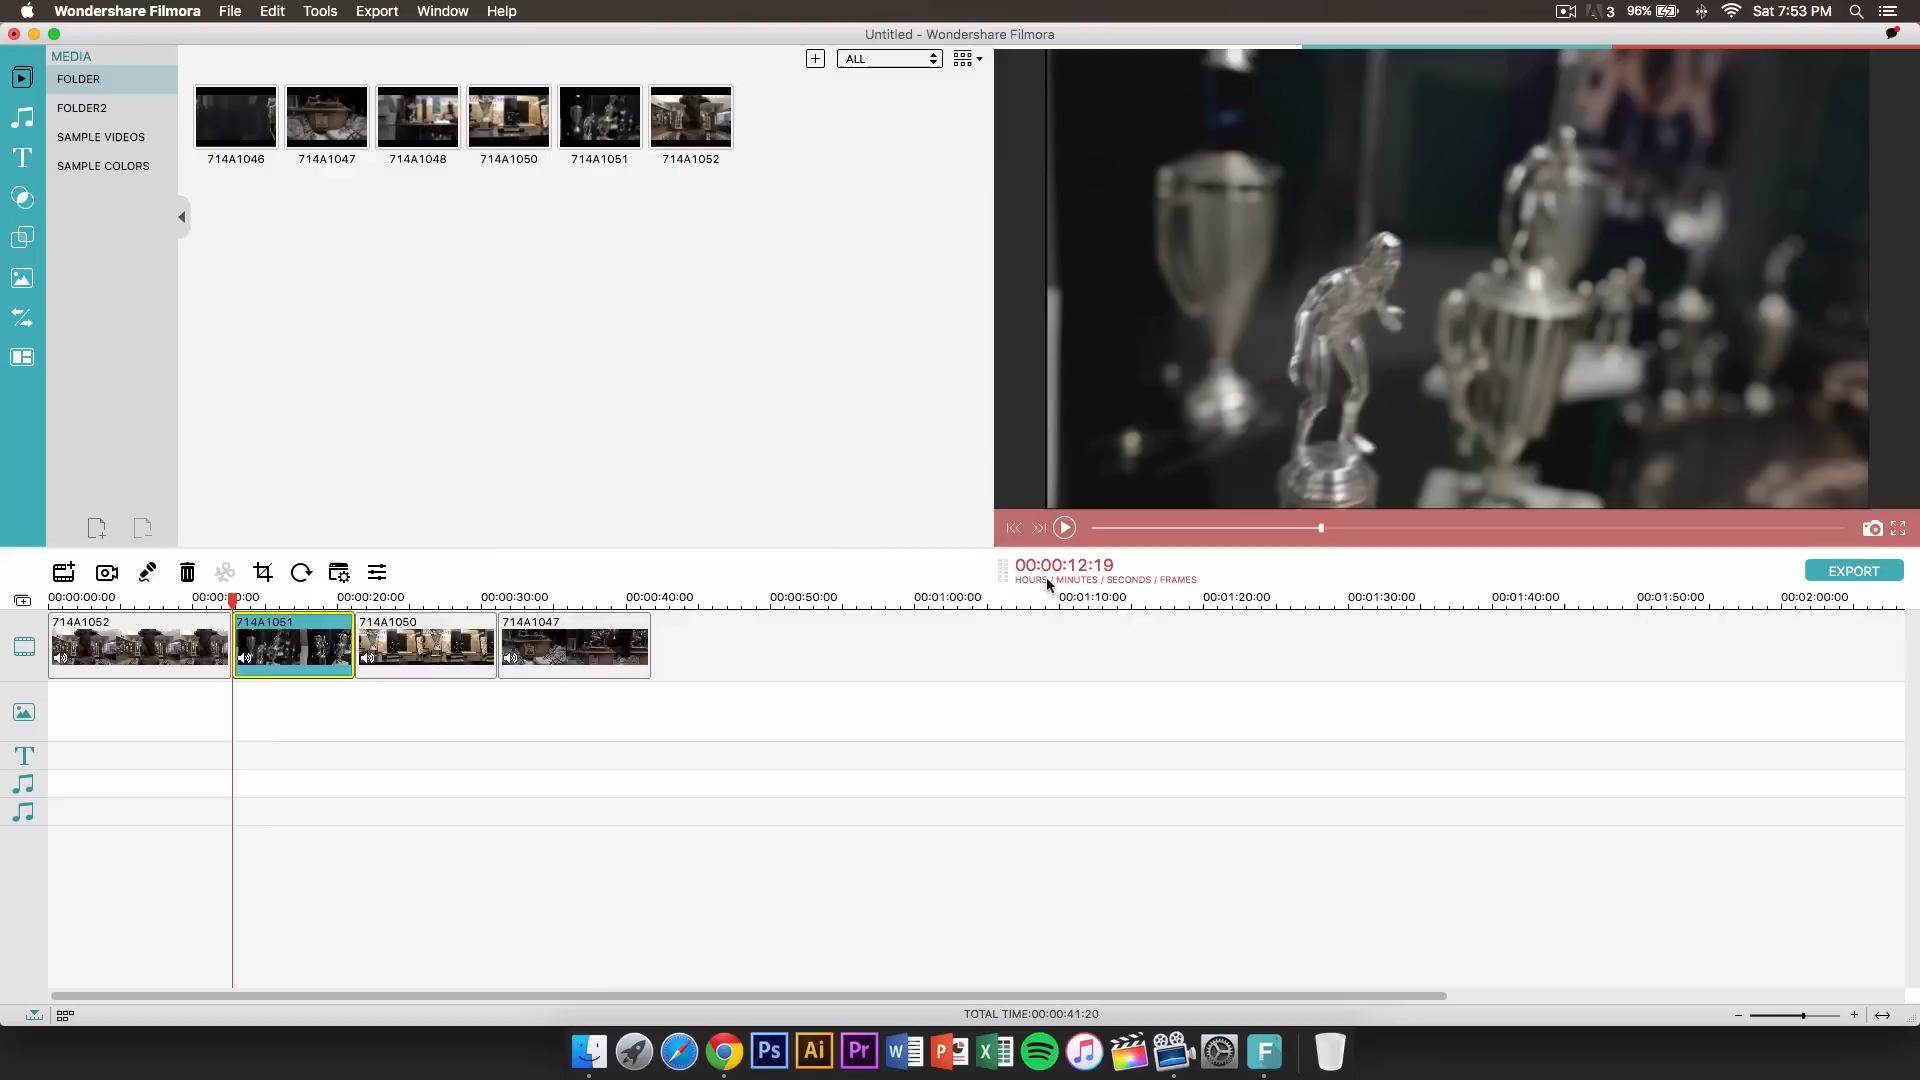 Wondershare Filmora File Edit Tools Export Window Help 3 96% Sat 7:53 PM
Untitled - Wondershare Filmora
MEDIA
FOLDER
FOLDER2
SAMPLE VIDEOS
SAMPLE COLORS
ALL
714A1046 714A1047 714A1048 714A1050 714A1051 714A1052
00:00:12:19
HOURS / MINUTES / SECONDS / FRAMES
EXPORT
00:00:00:00 00:00:20:00 00:00:30:00 00:00:40:00 00:00:50:00 00:01:00:00 00:01:10:00 00:01:20:00 00:01:30:00 00:01:40:00 00:01:50:00 00:02:00:00
714A1052 714A1051 714A1050 714A1047
T
TOTAL TIME:00:00:41:20
Ps Ai Pr W P X F